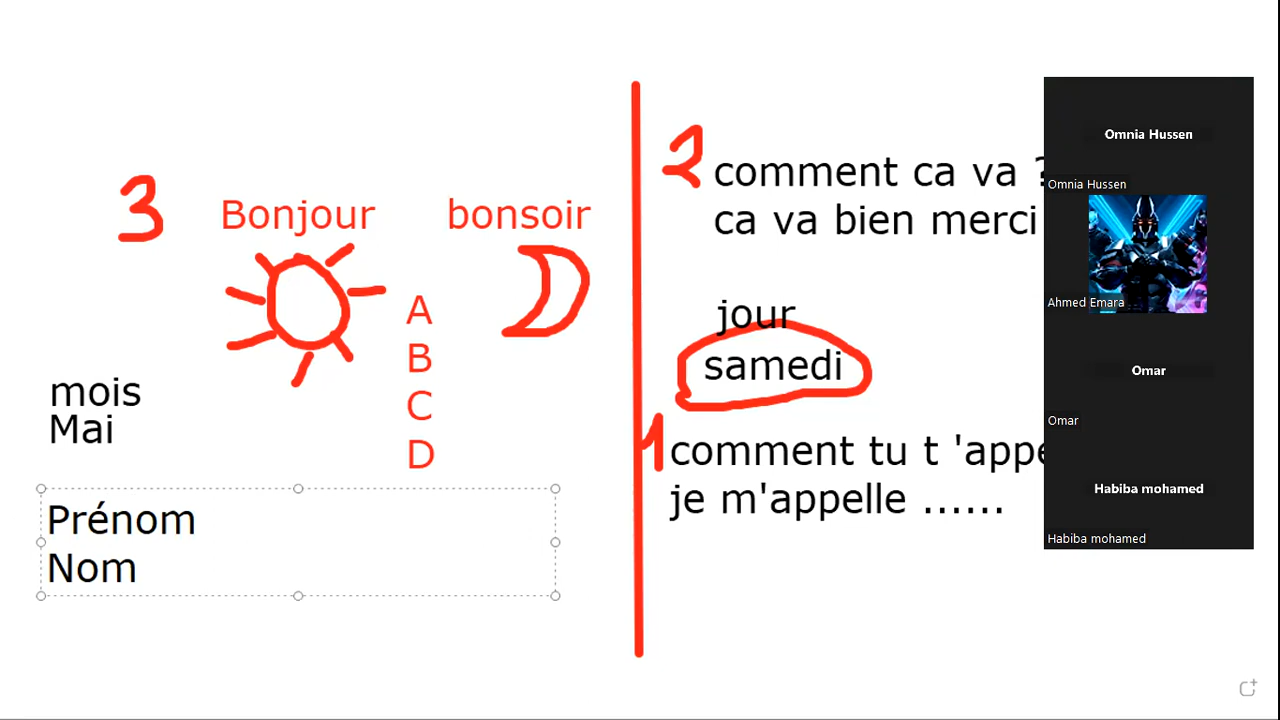 3
Bonjour bonsoir
A
B
C
D
mois
Mai
Prénom
Nom
2
comment ca va ?
ca va bien merci
jour
samedi
1
comment tu t 'appe
je m'appelle ......
Omnia Hussen
Omnia Hussen
Ahmed Emara
Omar
Omar
Habiba mohamed
Habiba mohamed